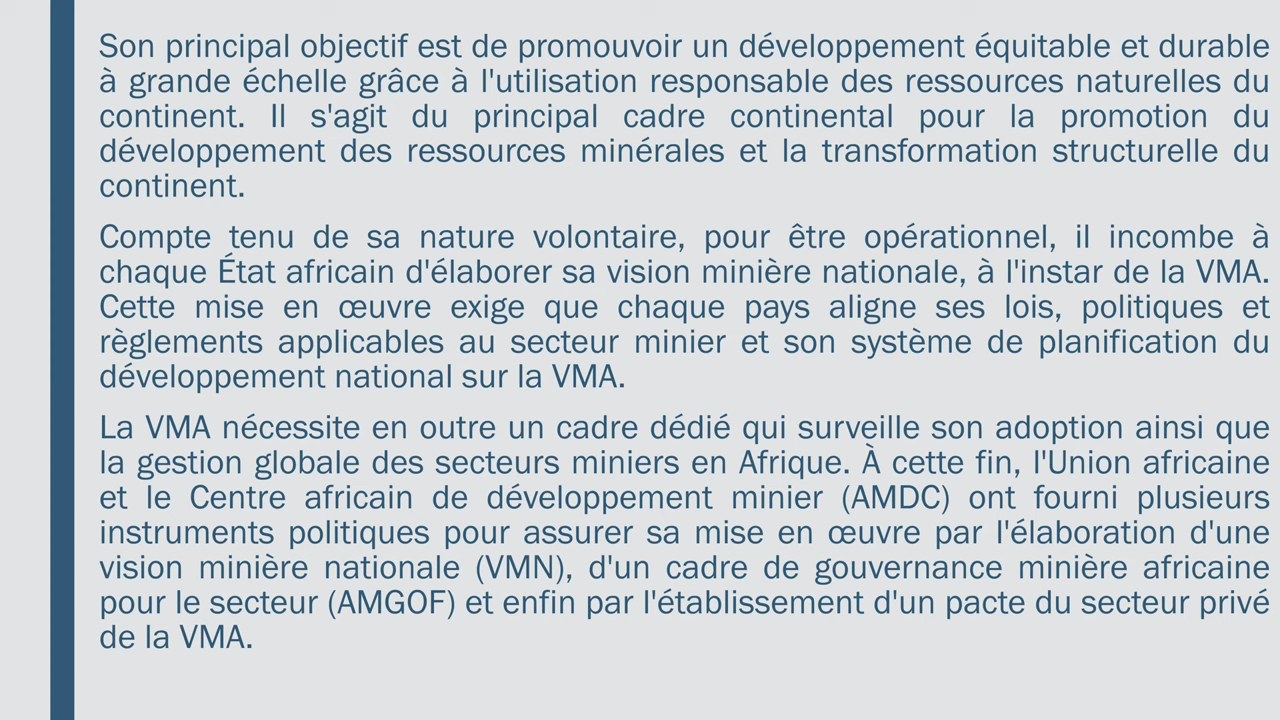 Son principal objectif est de promouvoir un développement équitable et durable
à grande échelle grâce à l'utilisation responsable des ressources naturelles du
continent. Il s'agit du principal cadre continental pour la promotion du
développement des ressources minérales et la transformation structurelle du
continent.
Compte tenu de sa nature volontaire, pour être opérationnel, il incombe à
chaque État africain d'élaborer sa vision minière nationale, à l'instar de la VMA.
Cette mise en œuvre exige que chaque pays aligne ses lois, politiques et
règlements applicables au secteur minier et son système de planification du
développement national sur la VMA.
La VMA nécessite en outre un cadre dédié qui surveille son adoption ainsi que
la gestion globale des secteurs miniers en Afrique. À cette fin, l'Union africaine
et le Centre africain de développement minier (AMDC) ont fourni plusieurs
instruments politiques pour assurer sa mise en œuvre par l'élaboration d'une
vision minière nationale (VMN), d'un cadre de gouvernance minière africaine
pour le secteur (AMGOF) et enfin par l'établissement d'un pacte du secteur privé
de la VMA.